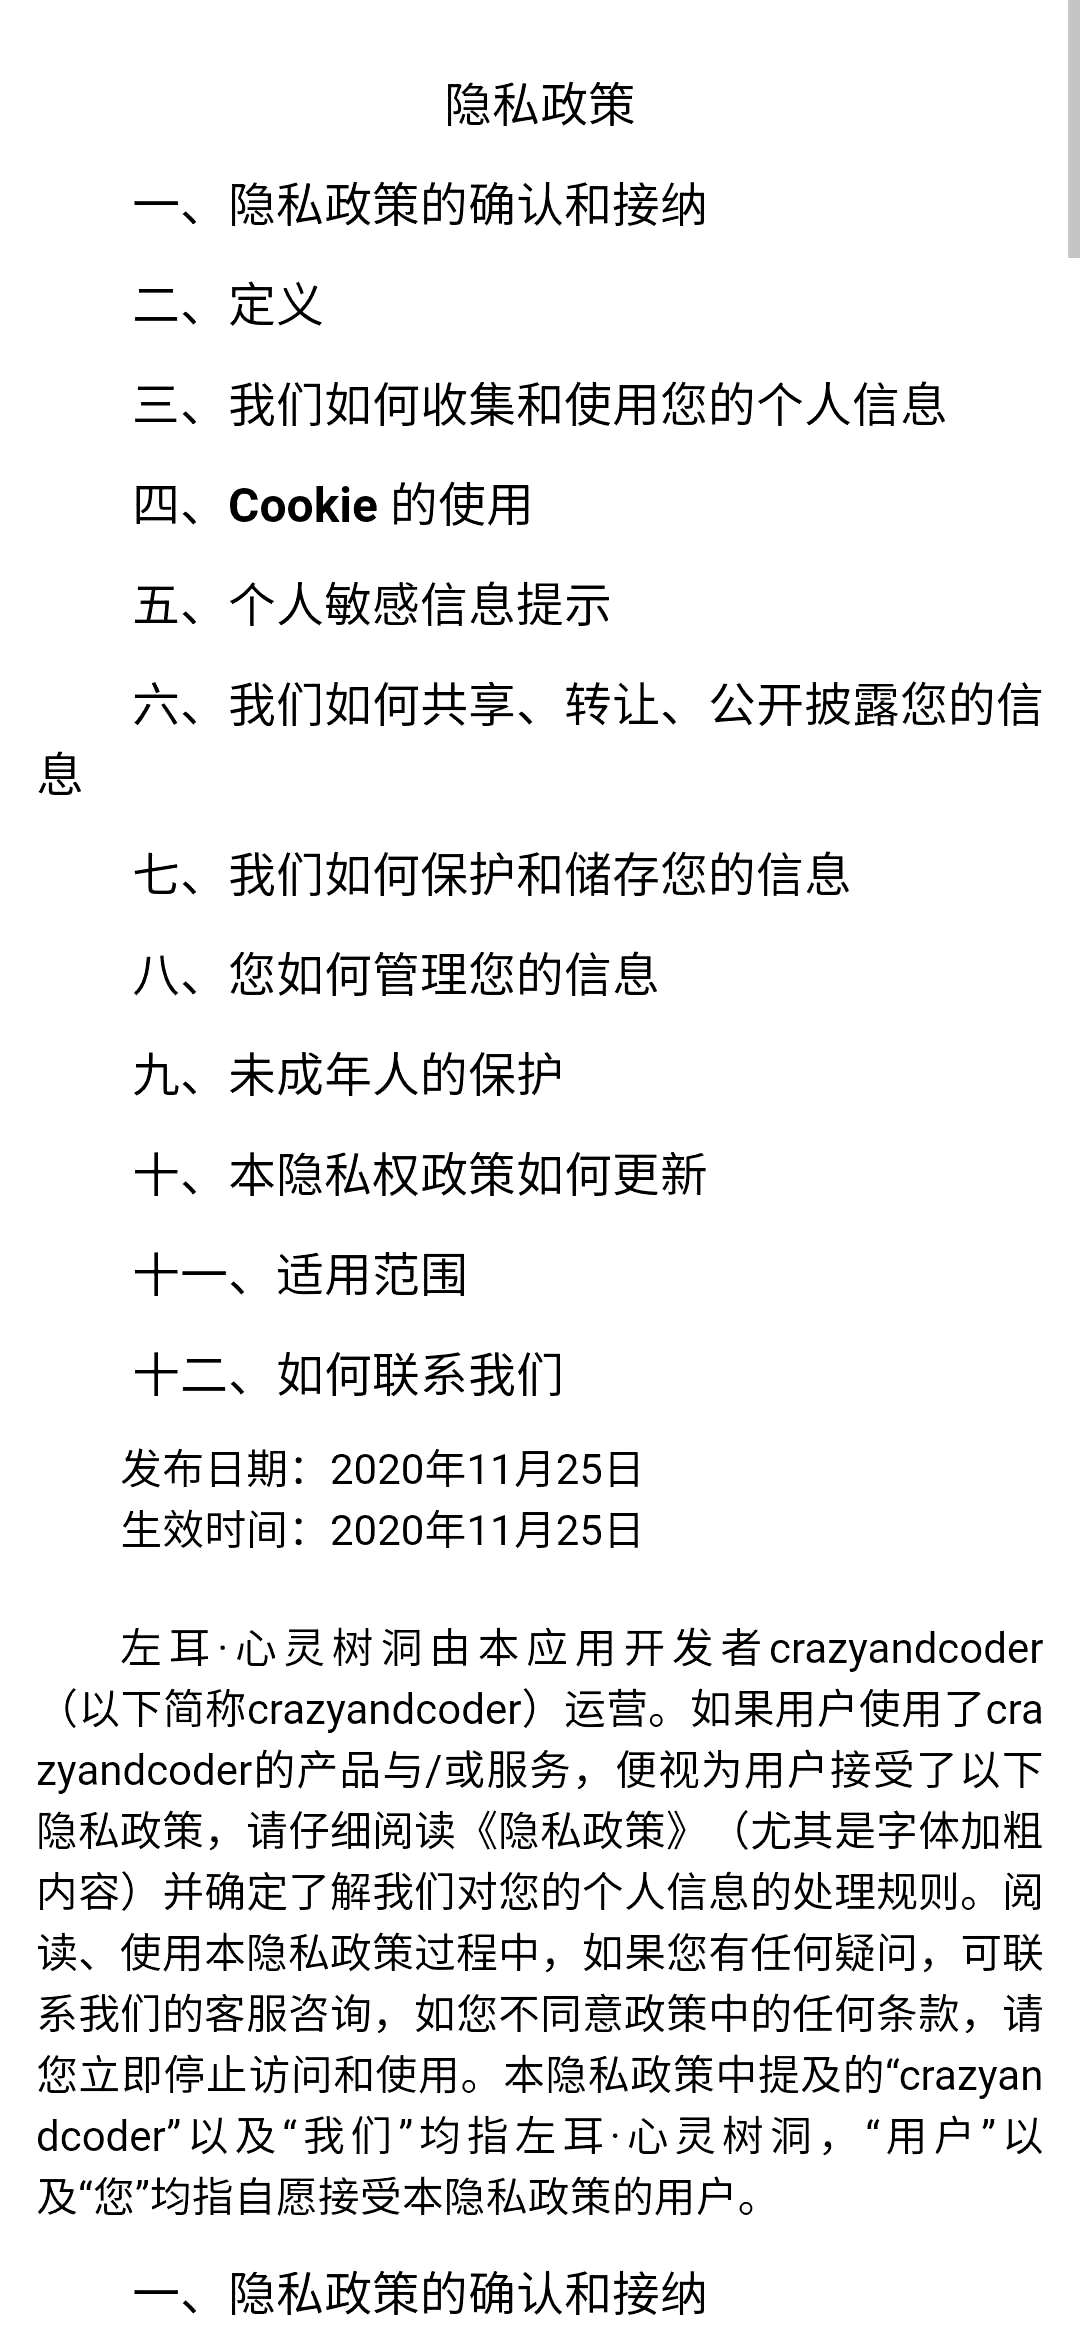 隐私政策
一、隐私政策的确认和接纳
二、定义
三、我们如何收集和使用您的个人信息
四、Cookie 的使用
五、个人敏感信息提示
六、我们如何共享、转让、公开披露您的信
息
七、我们如何保护和储存您的信息
八、您如何管理您的信息
九、未成年人的保护
十、本隐私权政策如何更新
十一、适用范围
十二、如何联系我们
发布日期：2020年11月25日
生效时间：2020年11月25日
左耳·心灵树洞由本应用开发者crazyandcoder
（以下简称crazyandcoder）运营。如果用户使用了cra
zyandcoder的产品与/或服务，便视为用户接受了以下
隐私政策，请仔细阅读《隐私政策》（尤其是字体加粗
内容）并确定了解我们对您的个人信息的处理规则。阅
读、使用本隐私政策过程中，如果您有任何疑问，可联
系我们的客服咨询，如您不同意政策中的任何条款，请
您立即停止访问和使用。本隐私政策中提及的“crazyan
dcoder”以及“我们”均指左耳·心灵树洞，“用户”以
及“您”均指自愿接受本隐私政策的用户。
一、隐私政策的确认和接纳